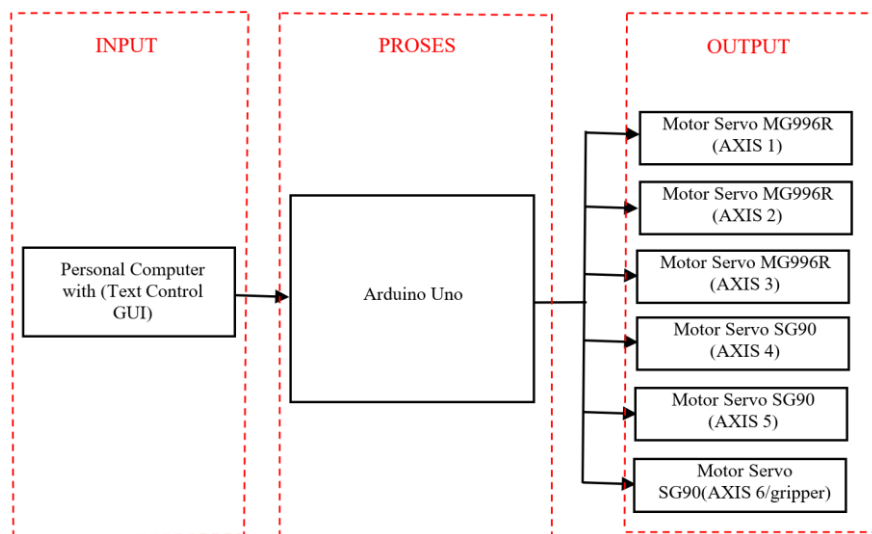 INPUT
PROSES
OUTPUT
Personal Computer
with (Text Control
GUI)
Arduino Uno
Motor Servo MG996R
(AXIS 1)
Motor Servo MG996R
(AXIS 2)
Motor Servo MG996R
(AXIS 3)
Motor Servo SG90
(AXIS 4)
Motor Servo SG90
(AXIS 5)
Motor Servo
SG90(AXIS 6/gripper)